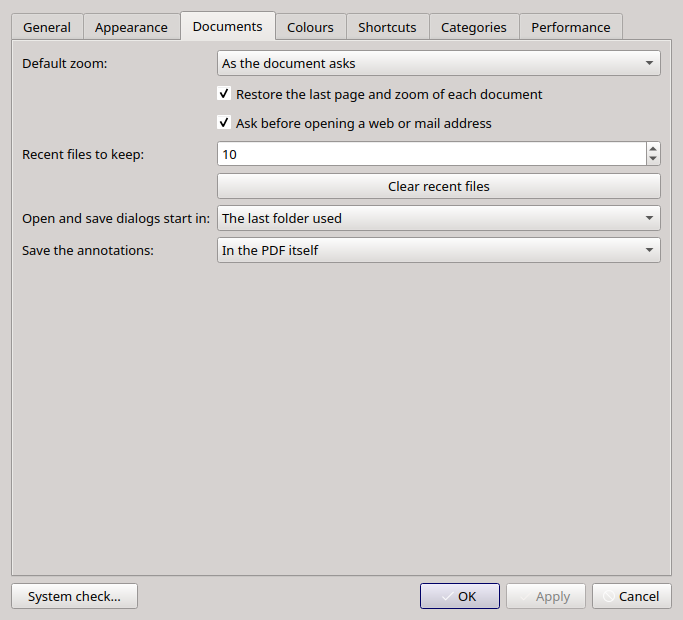 General Appearance Documents Colours Shortcuts Categories Performance
Default zoom: As the document asks
Restore the last page and zoom of each document
Ask before opening a web or mail address
Recent files to keep: 10
Clear recent files
Open and save dialogs start in: The last folder used
Save the annotations: In the PDF itself
System check... OK Apply Cancel